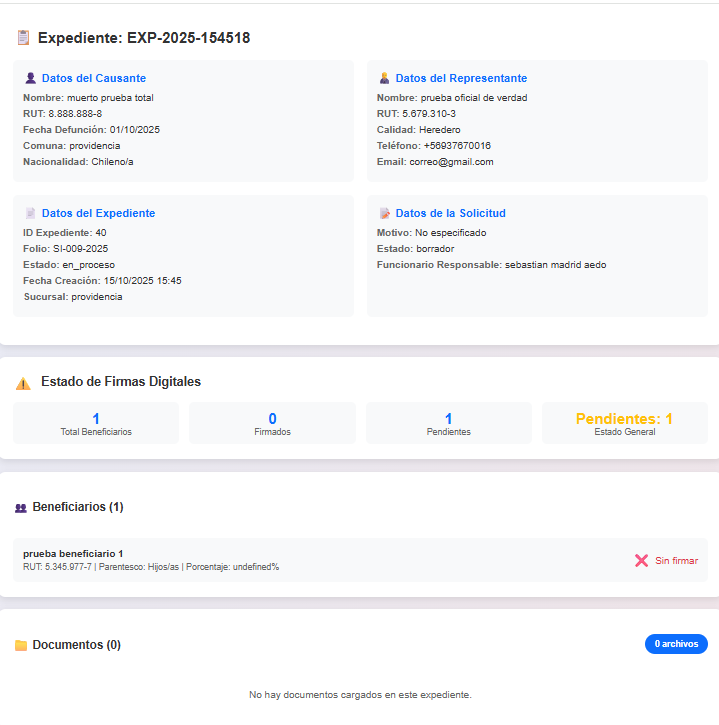 Expediente: EXP-2025-154518
Datos del Causante
Nombre: muerto prueba total
RUT: 8.888.888-8
Fecha Defunción: 01/10/2025
Comuna: providencia
Nacionalidad: Chileno/a
Datos del Representante
Nombre: prueba oficial de verdad
RUT: 5.679.310-3
Calidad: Heredero
Teléfono: +56937670016
Email: correo@gmail.com
Datos del Expediente
ID Expediente: 40
Folio: SI-009-2025
Estado: en_proceso
Fecha Creación: 15/10/2025 15:45
Sucursal: providencia
Datos de la Solicitud
Motivo: No especificado
Estado: borrador
Funcionario Responsable: sebastian madrid aedo
Estado de Firmas Digitales
1
Total Beneficiarios
0
Firmados
1
Pendientes
Pendientes: 1
Estado General
Beneficiarios (1)
prueba beneficiario 1
RUT: 5.345.977-7 | Parentesco: Hijos/as | Porcentaje: undefined%
Sin firmar
Documentos (0)
0 archivos
No hay documentos cargados en este expediente.